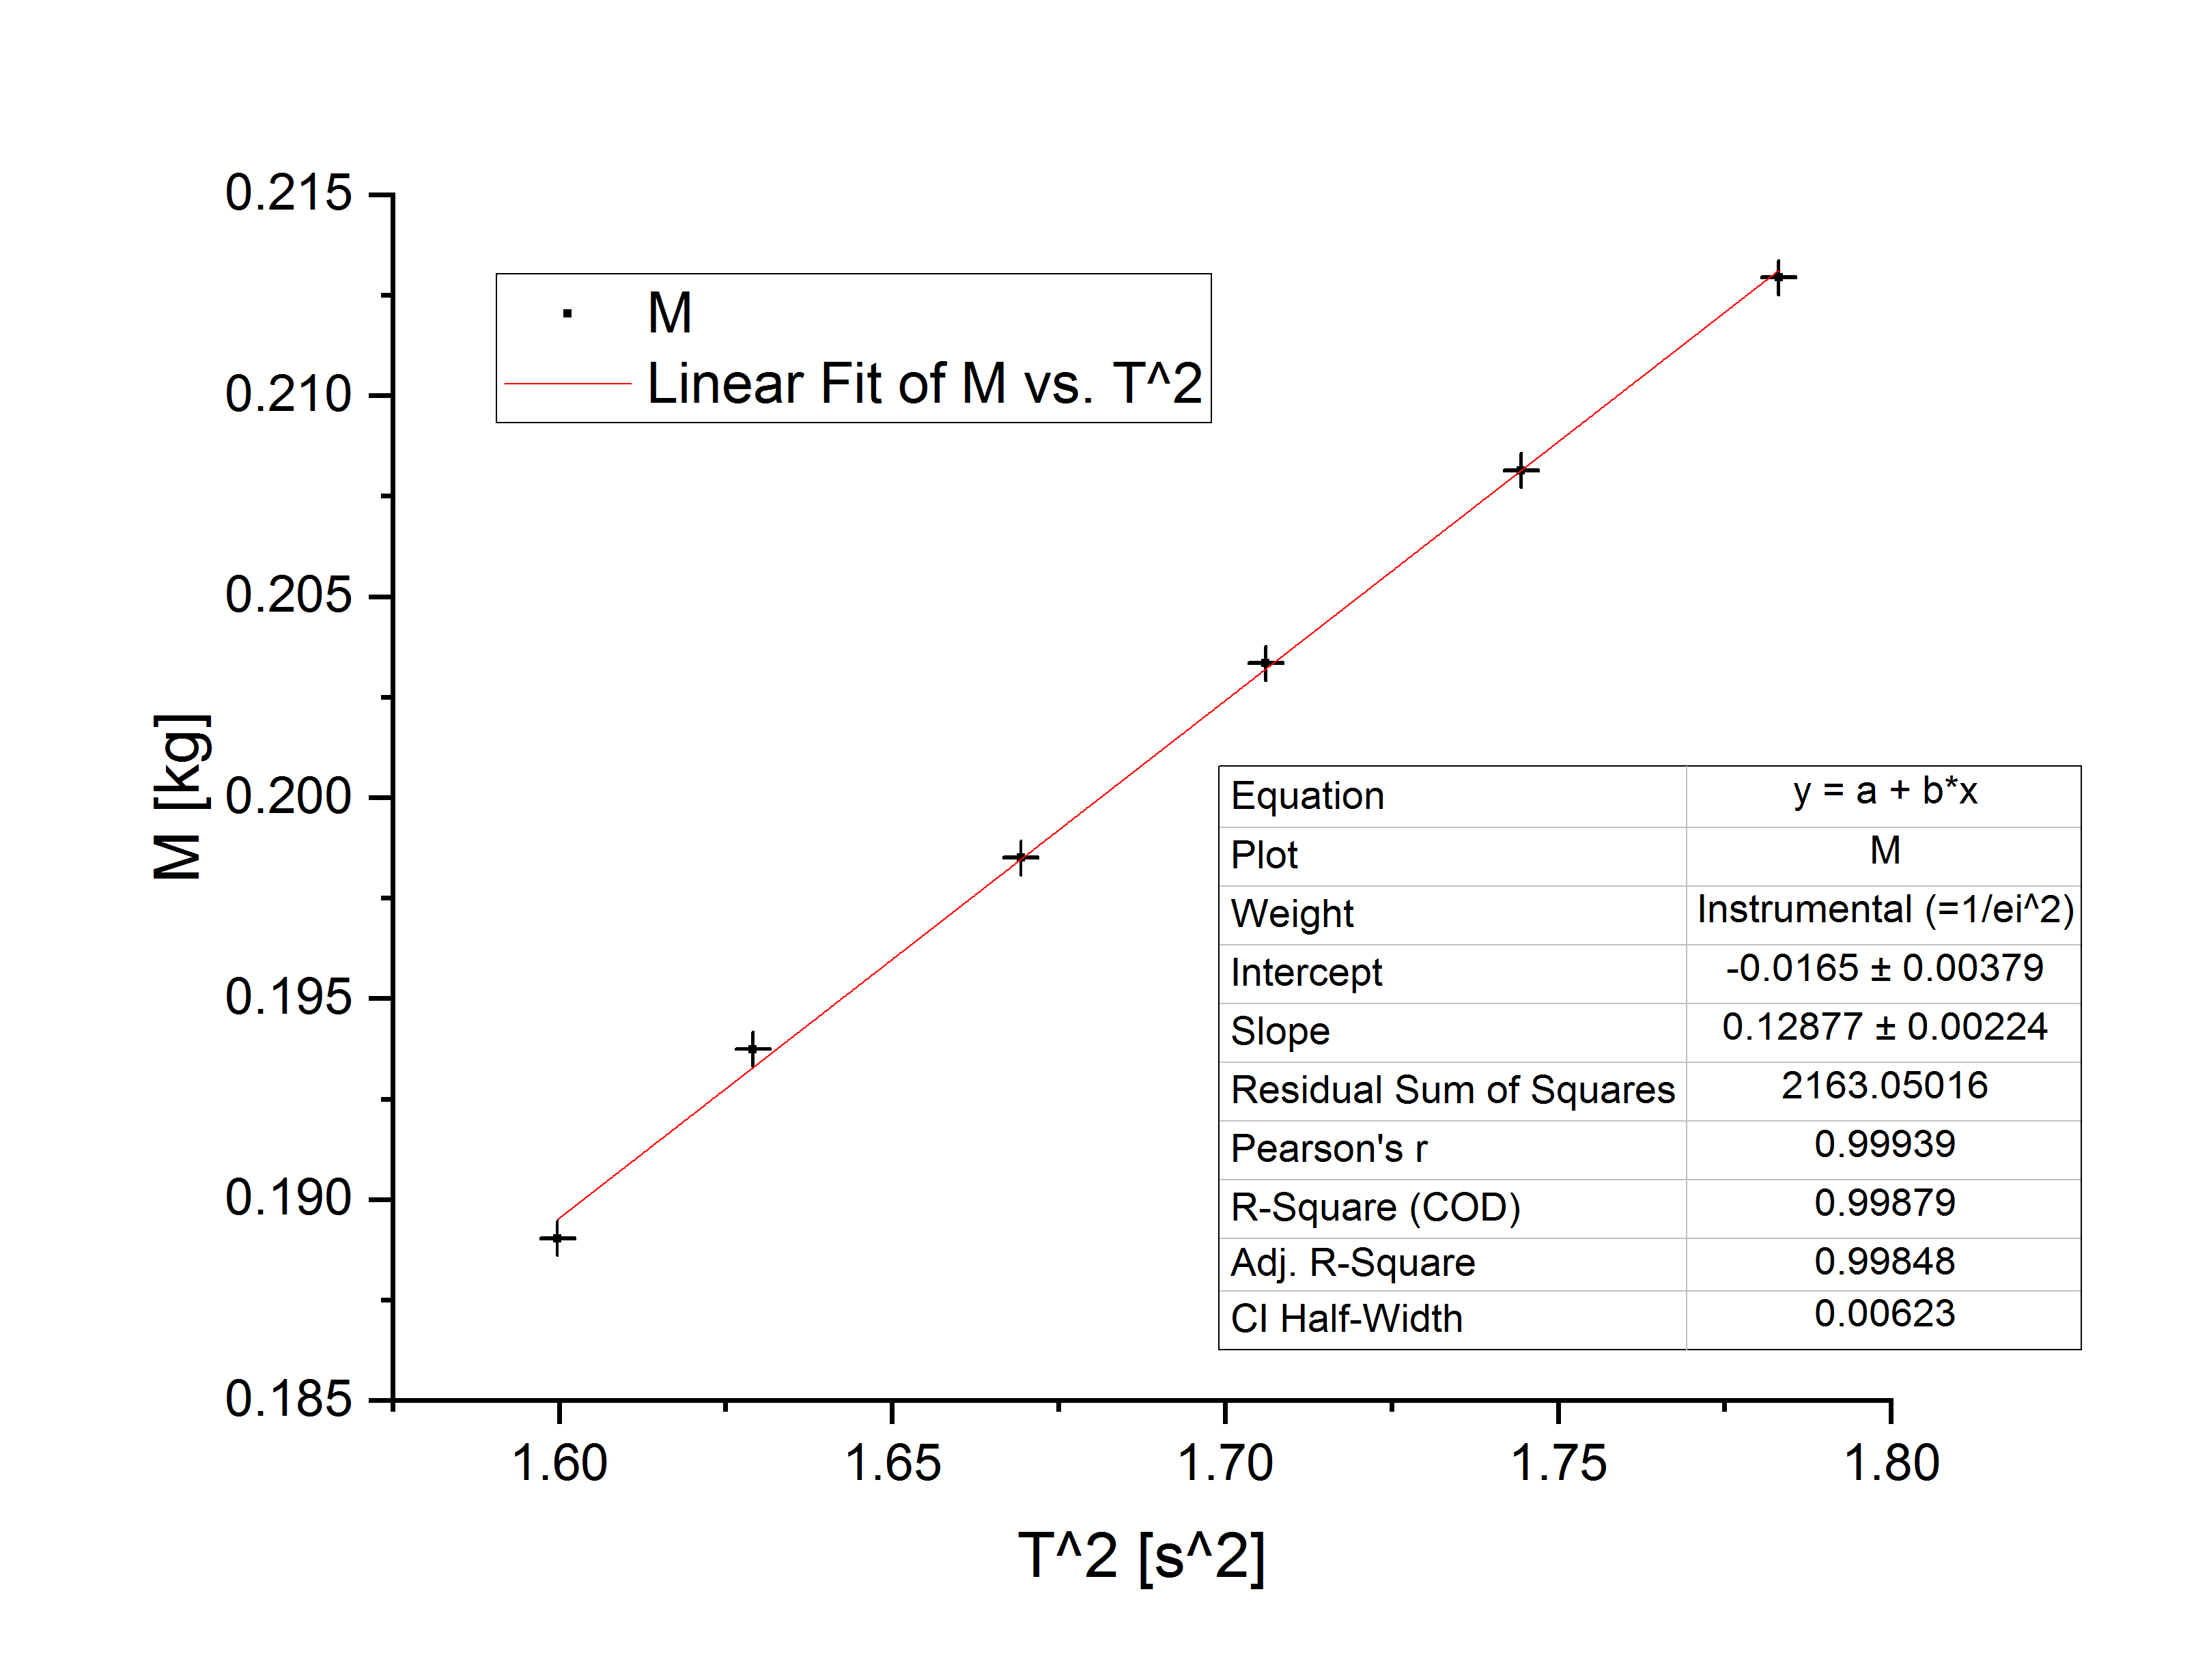 0.215
0.210
0.205
0.200
0.195
0.190
0.185
M [kg]
M
Linear Fit of M vs. T^2
Equation y = a + b*x
Plot M
Weight Instrumental (=1/ei^2)
Intercept -0.0165 ± 0.00379
Slope 0.12877 ± 0.00224
Residual Sum of Squares 2163.05016
Pearson's r 0.99939
R-Square (COD) 0.99879
Adj. R-Square 0.99848
CI Half-Width 0.00623
1.60 1.65 1.70 1.75 1.80
T^2 [s^2]